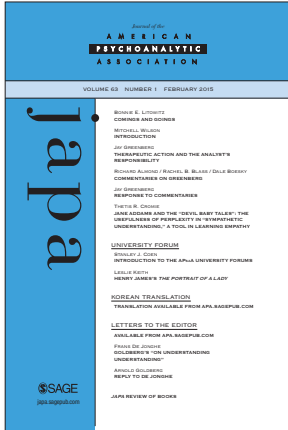 Journal of the
AMERICAN
PSYCHOANALYTIC
ASSOCIATION
VOLUME 63 NUMBER 1 FEBRUARY 2015
Japa
BONNIE E. LITOWITZ
COMINGS AND GOINGS
MITCHELL WILSON
INTRODUCTION
JAY GREENBERG
THERAPEUTIC ACTION AND THE ANALYST'S
RESPONSIBILITY
RICHARD ALMOND / RACHEL B. BLASS / DALE BOESKY
COMMENTARIES ON GREENBERG
JAY GREENBERG
RESPONSE TO COMMENTARIES
THETIS R. CROMIE
JANE ADDAMS AND THE "DEVIL BABY TALES": THE
USEFULNESS OF PERPLEXITY IN "SYMPATHETIC
UNDERSTANDING," A TOOL IN LEARNING EMPATHY
UNIVERSITY FORUM
STANLEY J. COEN
INTRODUCTION TO THE APsaA UNIVERSITY FORUMS
LESLIE KEITH
HENRY JAMES'S THE PORTRAIT OF A LADY
KOREAN TRANSLATION
TRANSLATION AVAILABLE FROM APA.SAGEPUB.COM
LETTERS TO THE EDITOR
AVAILABLE FROM APA.SAGEPUB.COM
FRANS DE JONGHE
GOLDBERG'S "ON UNDERSTANDING
UNDERSTANDING"
ARNOLD GOLDBERG
REPLY TO DE JONGHE
JAPA REVIEW OF BOOKS
SAGE
japa.sagepub.com